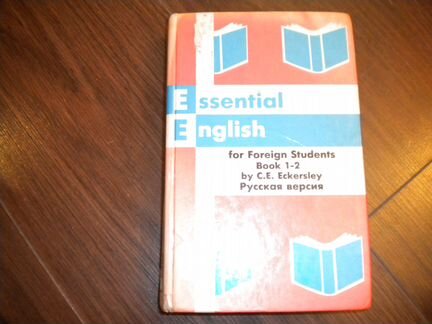 Essential
English
for Foreign Students
Book 1-2
by C.E. Eckersley
Русская версия